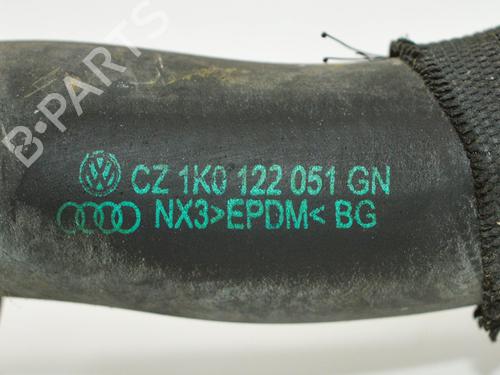 B-PARTS
CZ 1K0 122 051 GN
NX3>EPDM< BG